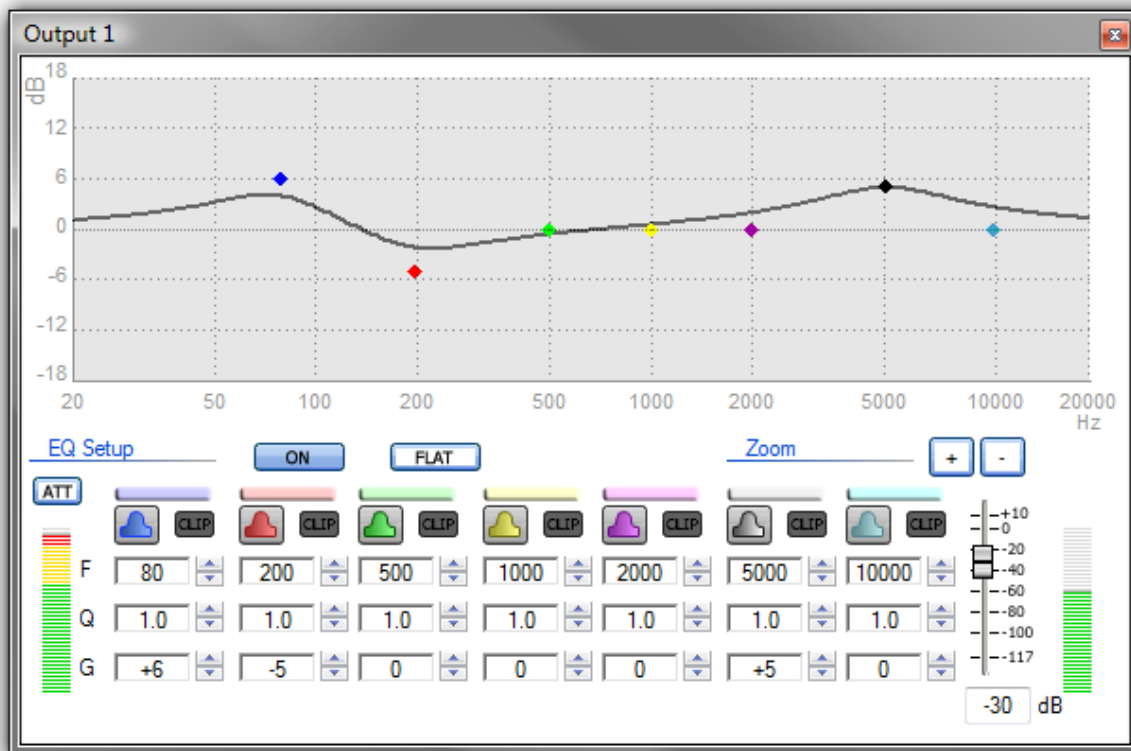 Output 1
x
dB
18
12
6
0
-6
-12
-18
20 50 100 200 500 1000 2000 5000 10000 20000
Hz
EQ Setup ON FLAT Zoom + -
ATT
CLIP CLIP CLIP CLIP CLIP CLIP CLIP
F 80 200 500 1000 2000 5000 10000
Q 1.0 1.0 1.0 1.0 1.0 1.0 1.0
G +6 -5 0 0 0 +5 0
+10
0
-20
-40
-60
-80
-100
-117
-30 dB